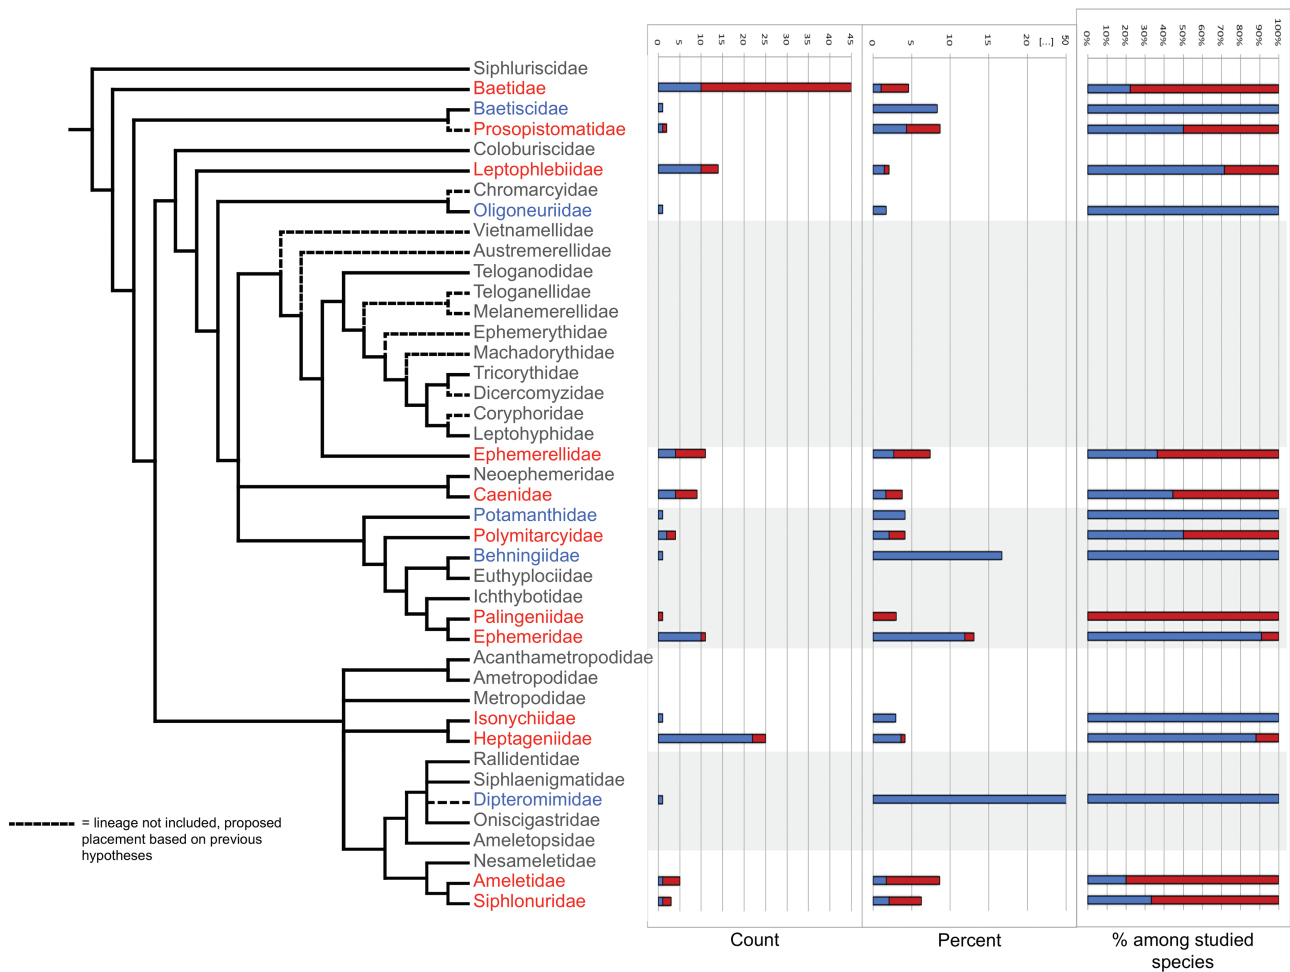 0 5 10 15 20 25 30 35 40 45
0 5 10 15 20 [...] 50
0% 10% 20% 30% 40% 50% 60% 70% 80% 90% 100%
Siphluriscidae
Baetidae
Baetiscidae
Prosopistomatidae
Coloburiscidae
Leptophlebiidae
Chromarcyidae
Oligoneuriidae
Vietnamellidae
Austremerellidae
Teloganodidae
Teloganellidae
Melanemerellidae
Ephemerythidae
Machadorythidae
Tricorythidae
Dicercomyzidae
Coryphoridae
Leptohyphidae
Ephemerellidae
Neoephemeridae
Caenidae
Potamanthidae
Polymitarcyidae
Behningiidae
Euthyplociidae
Ichthybotidae
Palingeniidae
Ephemeridae
Acanthametropodidae
Ametropodidae
Metropodidae
Isonychiidae
Heptageniidae
Rallidentidae
Siphlaenigmatidae
Dipteromimidae
Oniscigastridae
Ameletopsidae
Nesameletidae
Ameletidae
Siphlonuridae
= lineage not included, proposed
placement based on previous
hypotheses
Count
Percent
% among studied
species